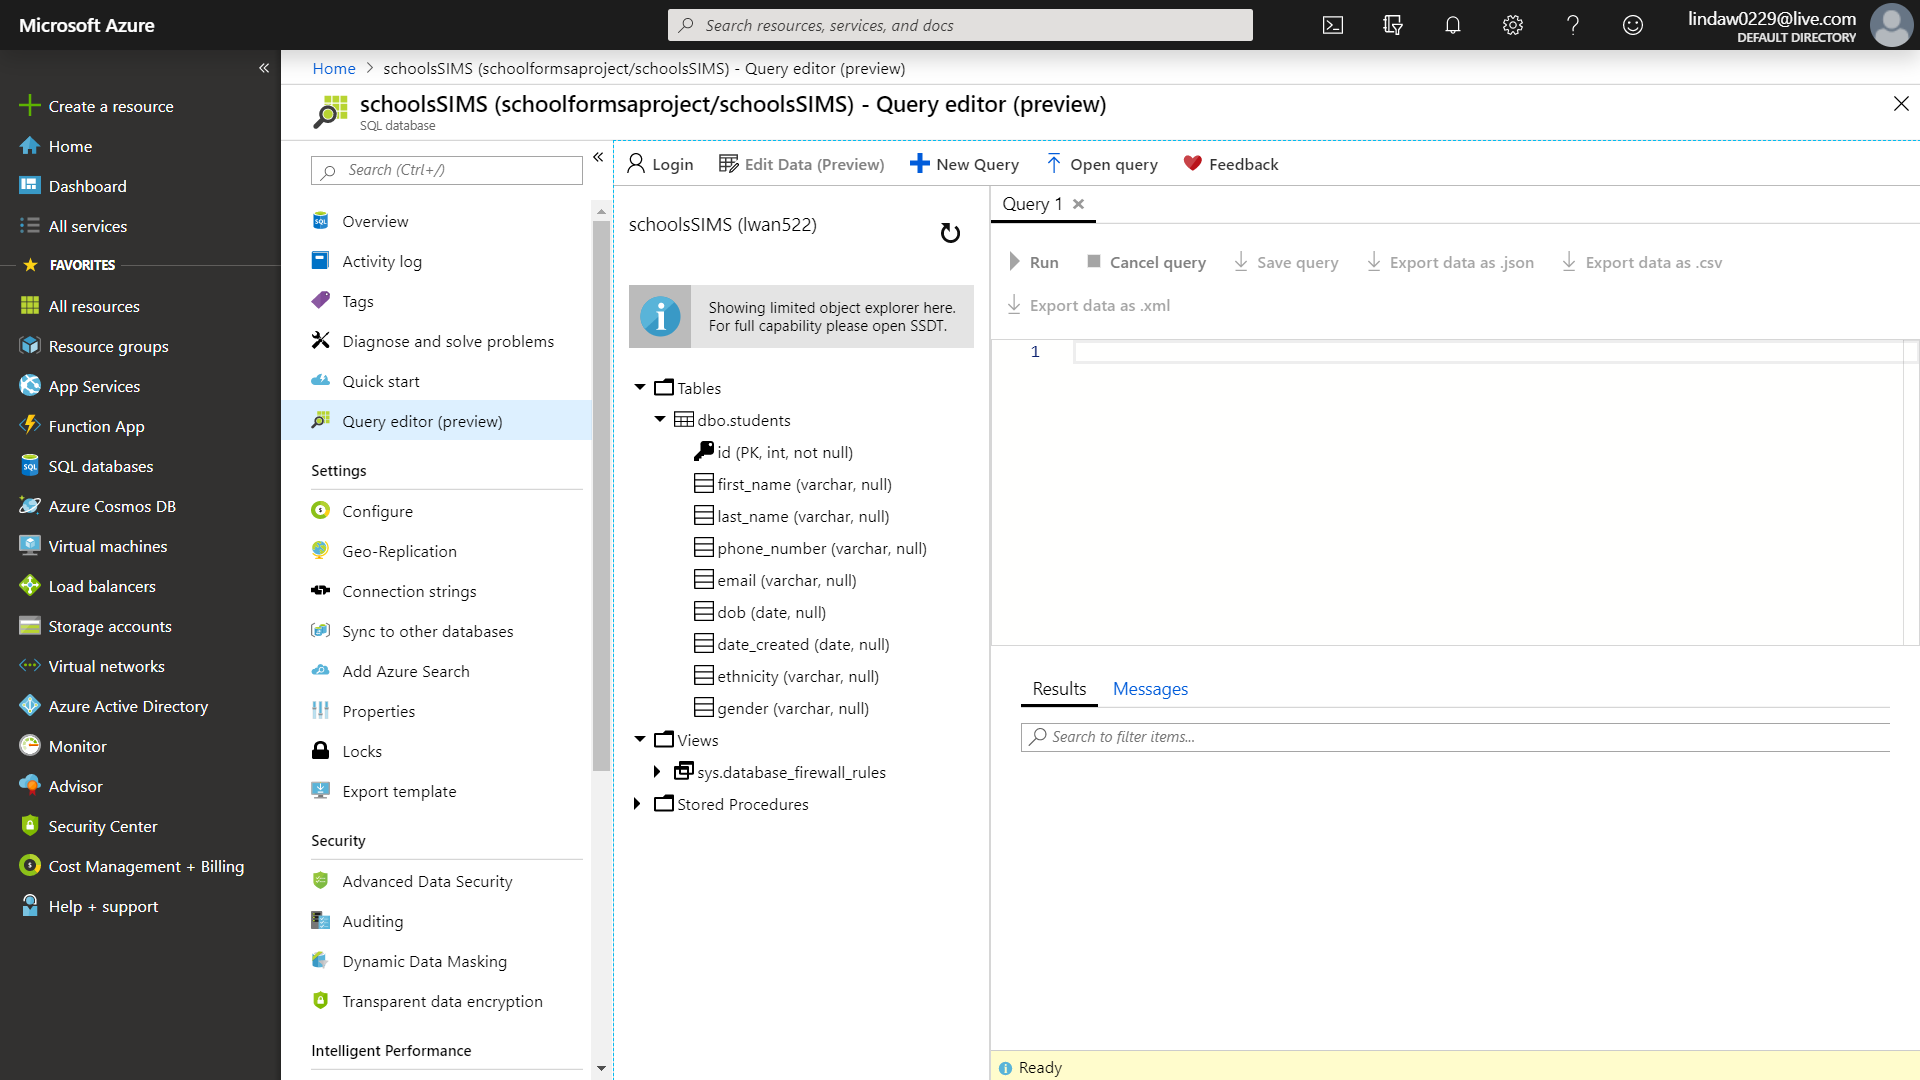 Microsoft Azure
Search resources, services, and docs
lindaw0229@live.com
DEFAULT DIRECTORY
Create a resource
Home
Dashboard
All services
FAVORITES
All resources
Resource groups
App Services
Function App
SQL databases
Azure Cosmos DB
Virtual machines
Load balancers
Storage accounts
Virtual networks
Azure Active Directory
Monitor
Advisor
Security Center
Cost Management + Billing
Help + support
Home > schoolsSIMS (schoolformsaproject/schoolsSIMS) - Query editor (preview)
schoolsSIMS (schoolformsaproject/schoolsSIMS) - Query editor (preview)
SQL database
Search (Ctrl+/)
Overview
Activity log
Tags
Diagnose and solve problems
Quick start
Query editor (preview)
Settings
Configure
Geo-Replication
Connection strings
Sync to other databases
Add Azure Search
Properties
Locks
Export template
Security
Advanced Data Security
Auditing
Dynamic Data Masking
Transparent data encryption
Intelligent Performance
Login
Edit Data (Preview)
New Query
Open query
Feedback
schoolsSIMS (lwan522)
Showing limited object explorer here.
For full capability please open SSDT.
Tables
dbo.students
id (PK, int, not null)
first_name (varchar, null)
last_name (varchar, null)
phone_number (varchar, null)
email (varchar, null)
dob (date, null)
date_created (date, null)
ethnicity (varchar, null)
gender (varchar, null)
Views
sys.database_firewall_rules
Stored Procedures
Query 1
Run
Cancel query
Save query
Export data as .json
Export data as .csv
Export data as .xml
1
Results
Messages
Search to filter items...
Ready